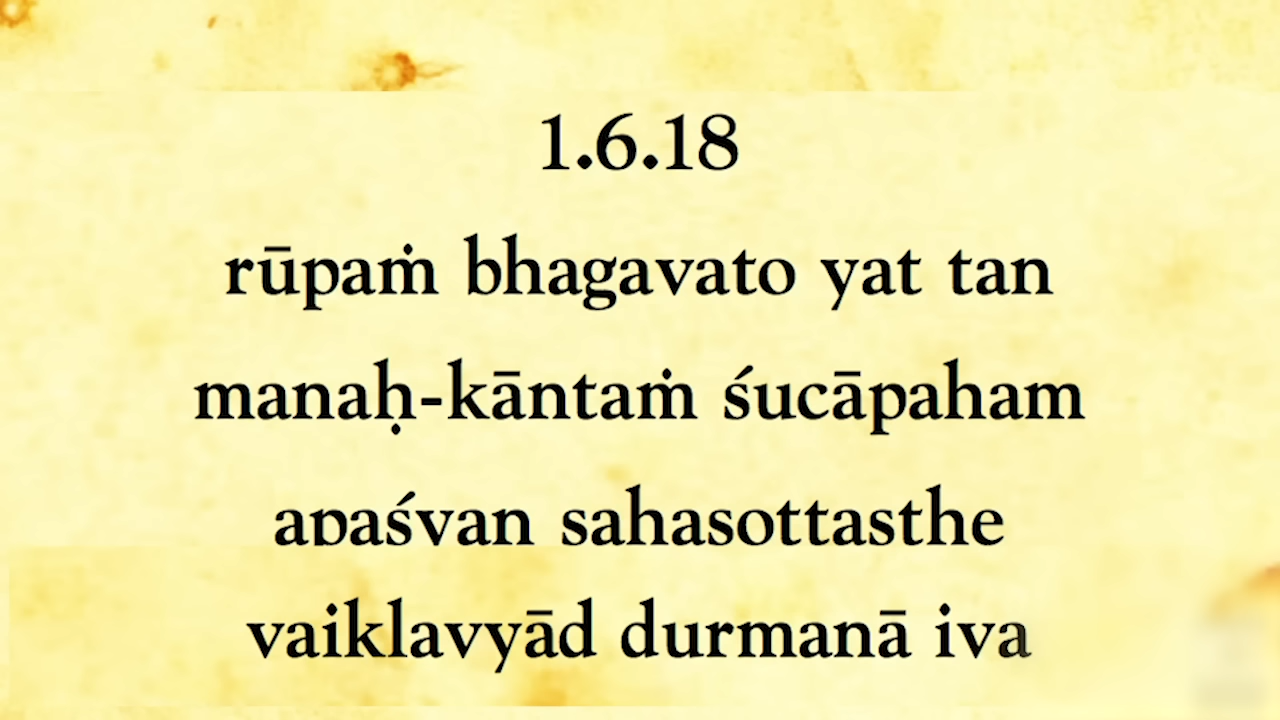 1.6.18
rūpaṁ bhagavato yat tan
manaḥ-kāntaṁ śucāpaham
apaśyan sahasottasthe
vaiklavyād durmanā iva